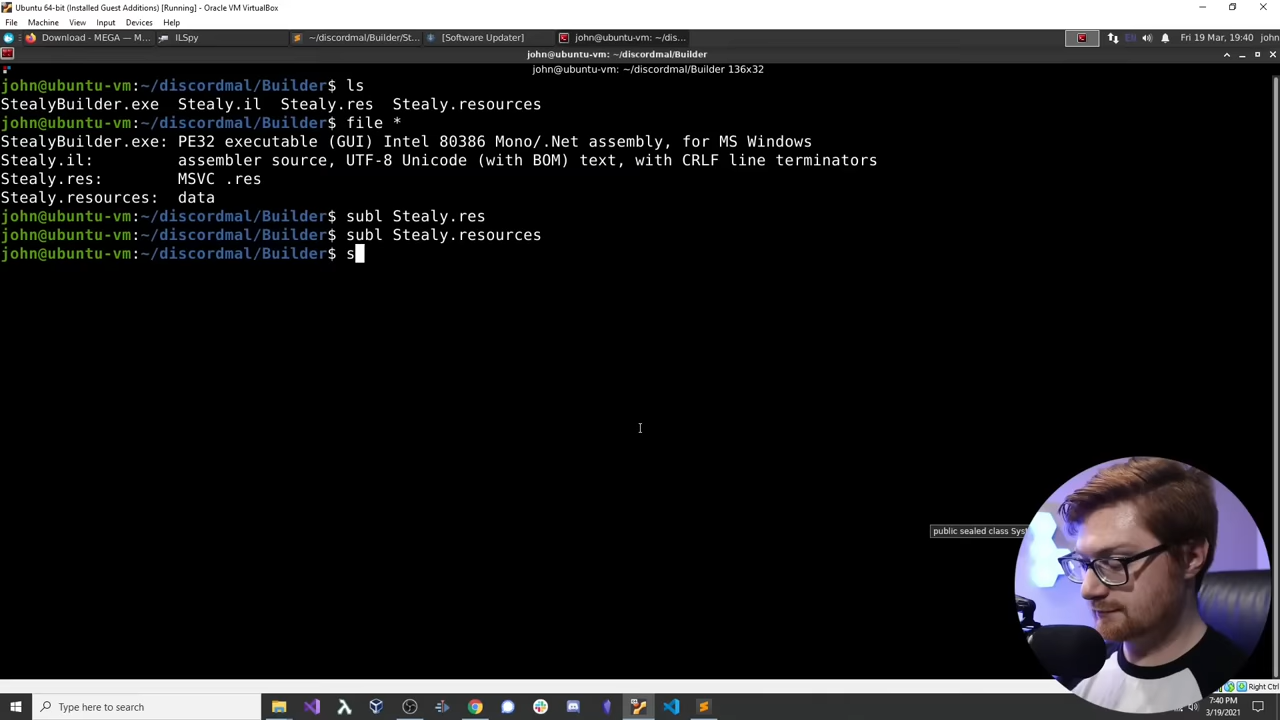 Ubuntu 64-bit (Installed Guest Additions) [Running] - Oracle VM VirtualBox
File Machine View Input Devices Help
Download - MEGA — M... ILSpy ~/discordmal/Builder/St... [Software Updater] john@ubuntu-vm: ~/dis... Fri 19 Mar, 19:40 john
john@ubuntu-vm: ~/discordmal/Builder
john@ubuntu-vm: ~/discordmal/Builder 136x32
john@ubuntu-vm:~/discordmal/Builder$ ls
StealyBuilder.exe Stealy.il Stealy.res Stealy.resources
john@ubuntu-vm:~/discordmal/Builder$ file *
StealyBuilder.exe: PE32 executable (GUI) Intel 80386 Mono/.Net assembly, for MS Windows
Stealy.il: assembler source, UTF-8 Unicode (with BOM) text, with CRLF line terminators
Stealy.res: MSVC .res
Stealy.resources: data
john@ubuntu-vm:~/discordmal/Builder$ subl Stealy.res
john@ubuntu-vm:~/discordmal/Builder$ subl Stealy.resources
john@ubuntu-vm:~/discordmal/Builder$ s
public sealed class Sys
Right Ctrl
Type here to search
7:40 PM
3/19/2021